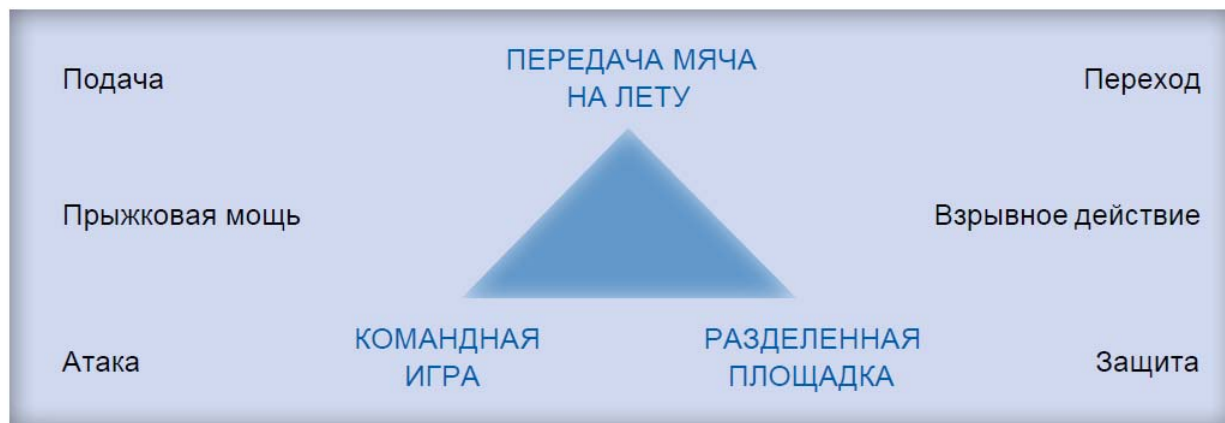 Подача
ПЕРЕДАЧА МЯЧА
НА ЛЕТУ
Переход
Прыжковая мощь
Взрывное действие
Атака
КОМАНДНАЯ
ИГРА
РАЗДЕЛЕННАЯ
ПЛОЩАДКА
Защита